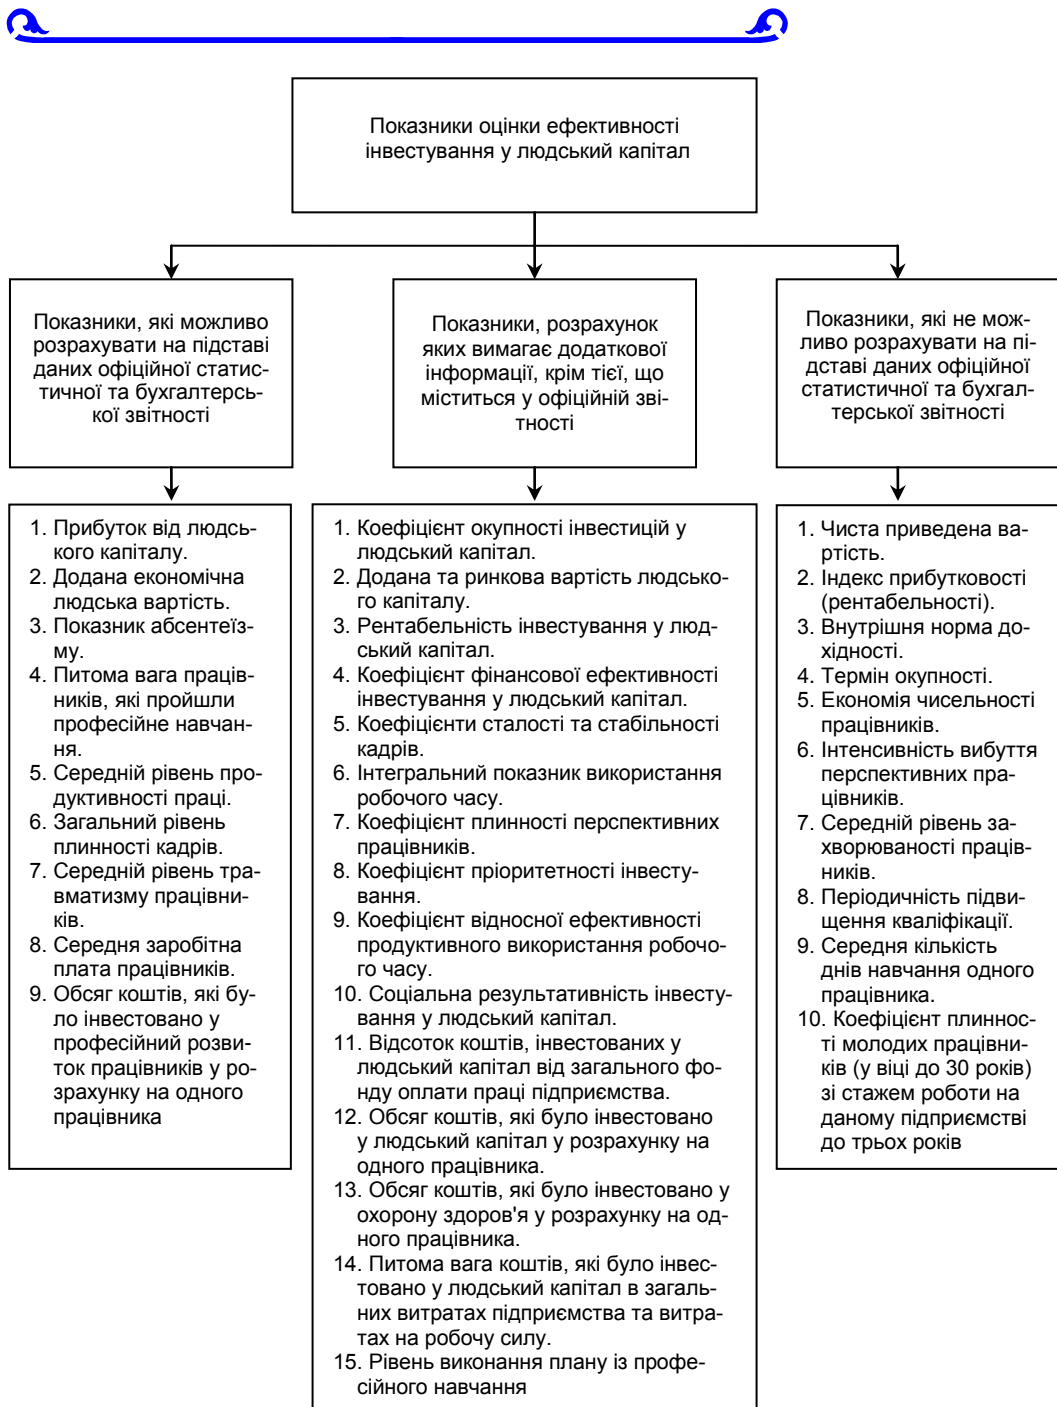 Показники оцінки ефективності
інвестування у людський капітал
Показники, які можливо
розрахувати на підставі
даних офіційної статис-
тичної та бухгалтерсь-
кої звітності
Показники, розрахунок
яких вимагає додаткової
інформації, крім тієї, що
міститься у офіційній зві-
тності
Показники, які не мож-
ливо розрахувати на пі-
дставі даних офіційної
статистичної та бухгал-
терської звітності
1. Прибуток від людсь-
кого капіталу.
2. Додана економічна
людська вартість.
3. Показник абсентеїз-
му.
4. Питома вага праців-
ників, які пройшли
професійне навчан-
ня.
5. Середній рівень про-
дуктивності праці.
6. Загальний рівень
плинності кадрів.
7. Середній рівень тра-
вматизму працівни-
ків.
8. Середня заробітна
плата працівників.
9. Обсяг коштів, які бу-
ло інвестовано у
професійний розви-
ток працівників у ро-
зрахунку на одного
працівника
1. Коефіцієнт окупності інвестицій у
людський капітал.
2. Додана та ринкова вартість людсько-
го капіталу.
3. Рентабельність інвестування у люд-
ський капітал.
4. Коефіцієнт фінансової ефективності
інвестування у людський капітал.
5. Коефіцієнти сталості та стабільності
кадрів.
6. Інтегральний показник використання
робочого часу.
7. Коефіцієнт плинності перспективних
працівників.
8. Коефіцієнт пріоритетності інвесту-
вання.
9. Коефіцієнт відносної ефективності
продуктивного використання робочо-
го часу.
10. Соціальна результативність інвесту-
вання у людський капітал.
11. Відсоток коштів, інвестованих у
людський капітал від загального фо-
нду оплати праці підприємства.
12. Обсяг коштів, які було інвестовано
у людський капітал у розрахунку на
одного працівника.
13. Обсяг коштів, які було інвестовано у
охорону здоров'я у розрахунку на од-
ного працівника.
14. Питома вага коштів, які було інвес-
товано у людський капітал в загаль-
них витратах підприємства та витра-
тах на робочу силу.
15. Рівень виконання плану із профе-
сійного навчання
1. Чиста приведена ва-
ртість.
2. Індекс прибутковості
(рентабельності).
3. Внутрішня норма до-
хідності.
4. Термін окупності.
5. Економія чисельності
працівників.
6. Інтенсивність вибуття
перспективних пра-
цівників.
7. Середній рівень за-
хворюваності праців-
ників.
8. Періодичність підви-
щення кваліфікації.
9. Середня кількість
днів навчання одного
працівника.
10. Коефіцієнт плиннос-
ті молодих працівни-
ків (у віці до 30 років)
зі стажем роботи на
даному підприємстві
до трьох років